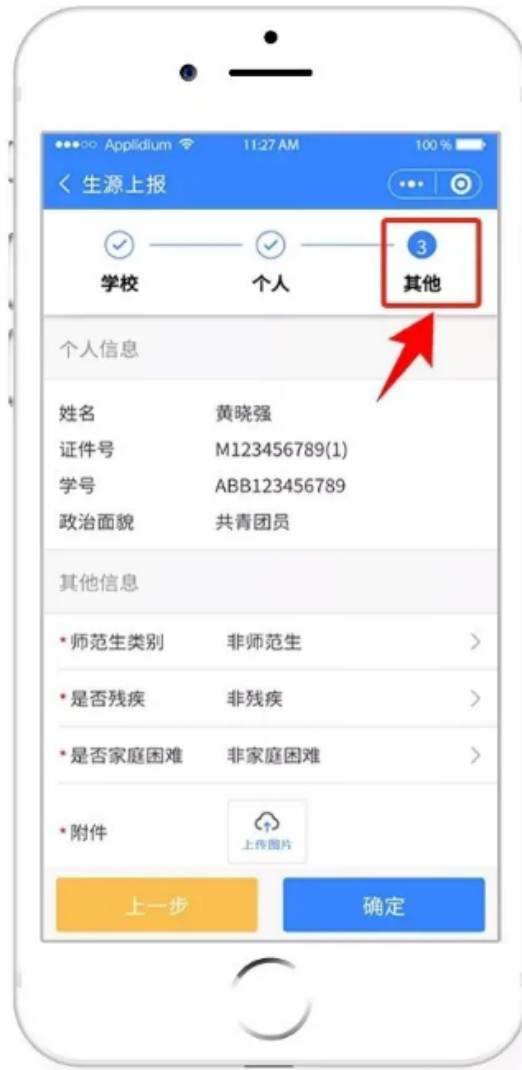 Applidium 11:27 AM 100 %
生源上报
3
学校 个人 其他
个人信息
姓名 黄晓强
证件号 M123456789(1)
学号 ABB123456789
政治面貌 共青团员
其他信息
*师范生类别 非师范生
*是否残疾 非残疾
*是否家庭困难 非家庭困难
*附件 上传图片
上一步 确定